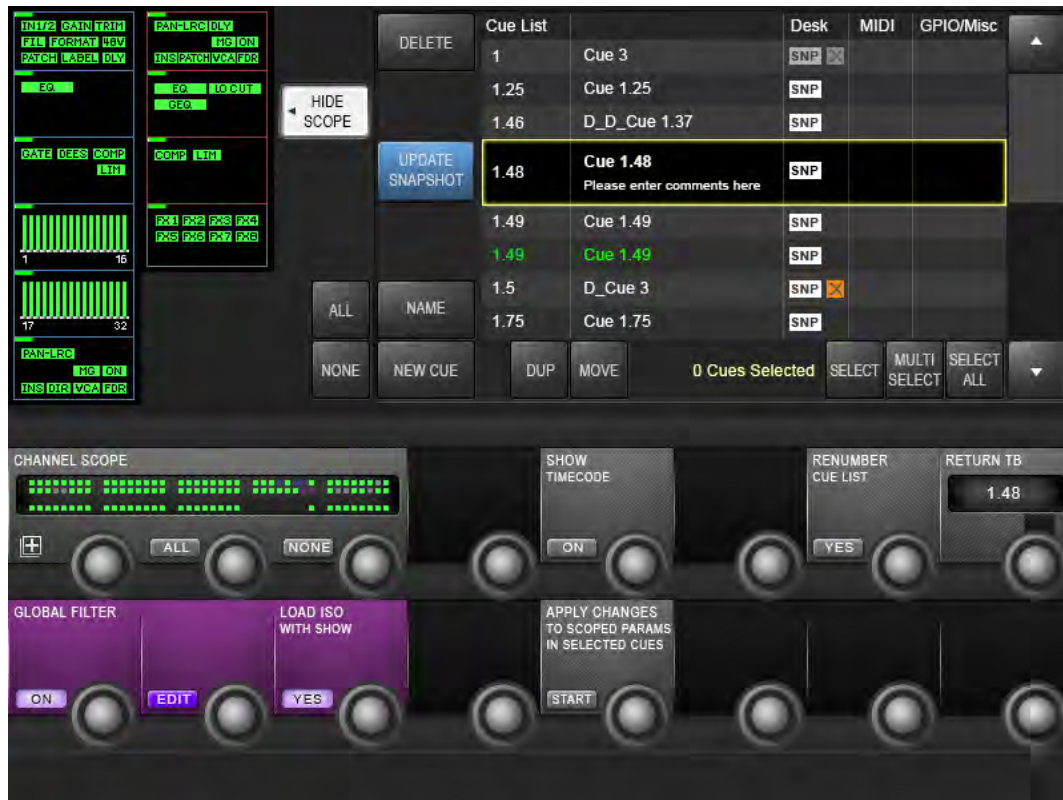 IN1/2 GAIN TRIM
FIL FORMAT 48V
PATCH LABEL DLY
EQ
GATE DEES COMP
LIM
1 16
17 32
PAN-LRC
MG ON
INS DIR VCA FDR
PAN-LRC DLY
MG ON
INS PATCH VCA FDR
EQ LO CUT
GEQ
COMP LIM
FX1 FX2 FX3 FX4
FX5 FX6 FX7 FX8
HIDE
SCOPE
ALL
NONE
DELETE
UPDATE
SNAPSHOT
NAME
NEW CUE
Cue List Desk MIDI GPIO/Misc
1 Cue 3 SNP
1.25 Cue 1.25 SNP
1.46 D_D_Cue 1.37 SNP
1.48 Cue 1.48 SNP
Please enter comments here
1.49 Cue 1.49 SNP
1.49 Cue 1.49 SNP
1.5 D_Cue 3 SNP
1.75 Cue 1.75 SNP
DUP MOVE 0 Cues Selected SELECT
MULTI
SELECT
SELECT
ALL
CHANNEL SCOPE
ALL NONE
SHOW
TIMECODE
ON
RENUMBER
CUE LIST
YES
RETURN TB
1.48
GLOBAL FILTER
ON
EDIT
LOAD ISO
WITH SHOW
YES
APPLY CHANGES
TO SCOPED PARAMS
IN SELECTED CUES
START